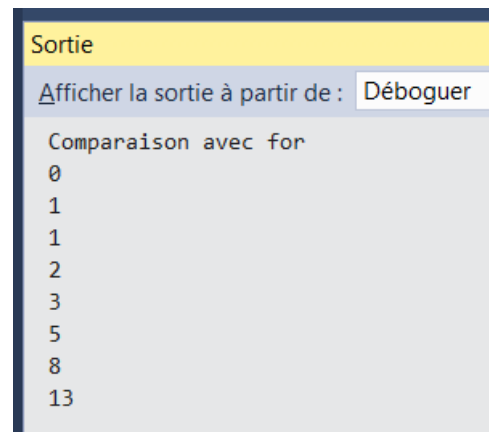 Sortie
Afficher la sortie à partir de : Déboguer
Comparaison avec for
0
1
1
2
3
5
8
13